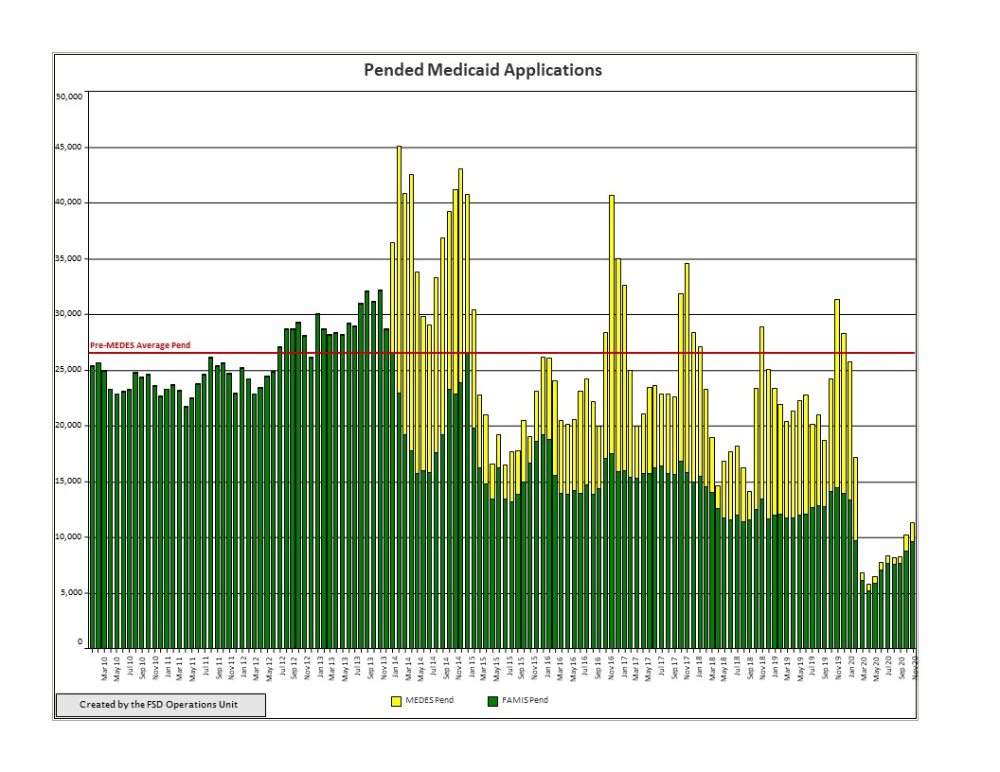 Pended Medicaid Applications
50,000
45,000
40,000
35,000
30,000
Pre-MEDES Average Pend
25,000
20,000
15,000
10,000
5,000
0
Mar 10
May 10
Jul 10
Sep 10
Nov 10
Jan 11
Mar 11
May 11
Jul 11
Sep 11
Nov 11
Jan 12
Mar 12
May 12
Jul 12
Sep 12
Nov 12
Jan 13
Mar 13
May 13
Jul 13
Sep 13
Nov 13
Jan 14
Mar 14
May 14
Jul 14
Sep 14
Nov 14
Jan 15
Mar 15
May 15
Jul 15
Sep 15
Nov 15
Jan 16
Mar 16
May 16
Jul 16
Sep 16
Nov 16
Jan 17
Mar 17
May 17
Jul 17
Sep 17
Nov 17
Jan 18
Mar 18
May 18
Jul 18
Sep 18
Nov 18
Jan 19
Mar 19
May 19
Jul 19
Sep 19
Nov 19
Jan 20
Mar 20
May 20
Jul 20
Sep 20
Nov 20
Created by the FSD Operations Unit
MEDES Pend
FAMIS Pend